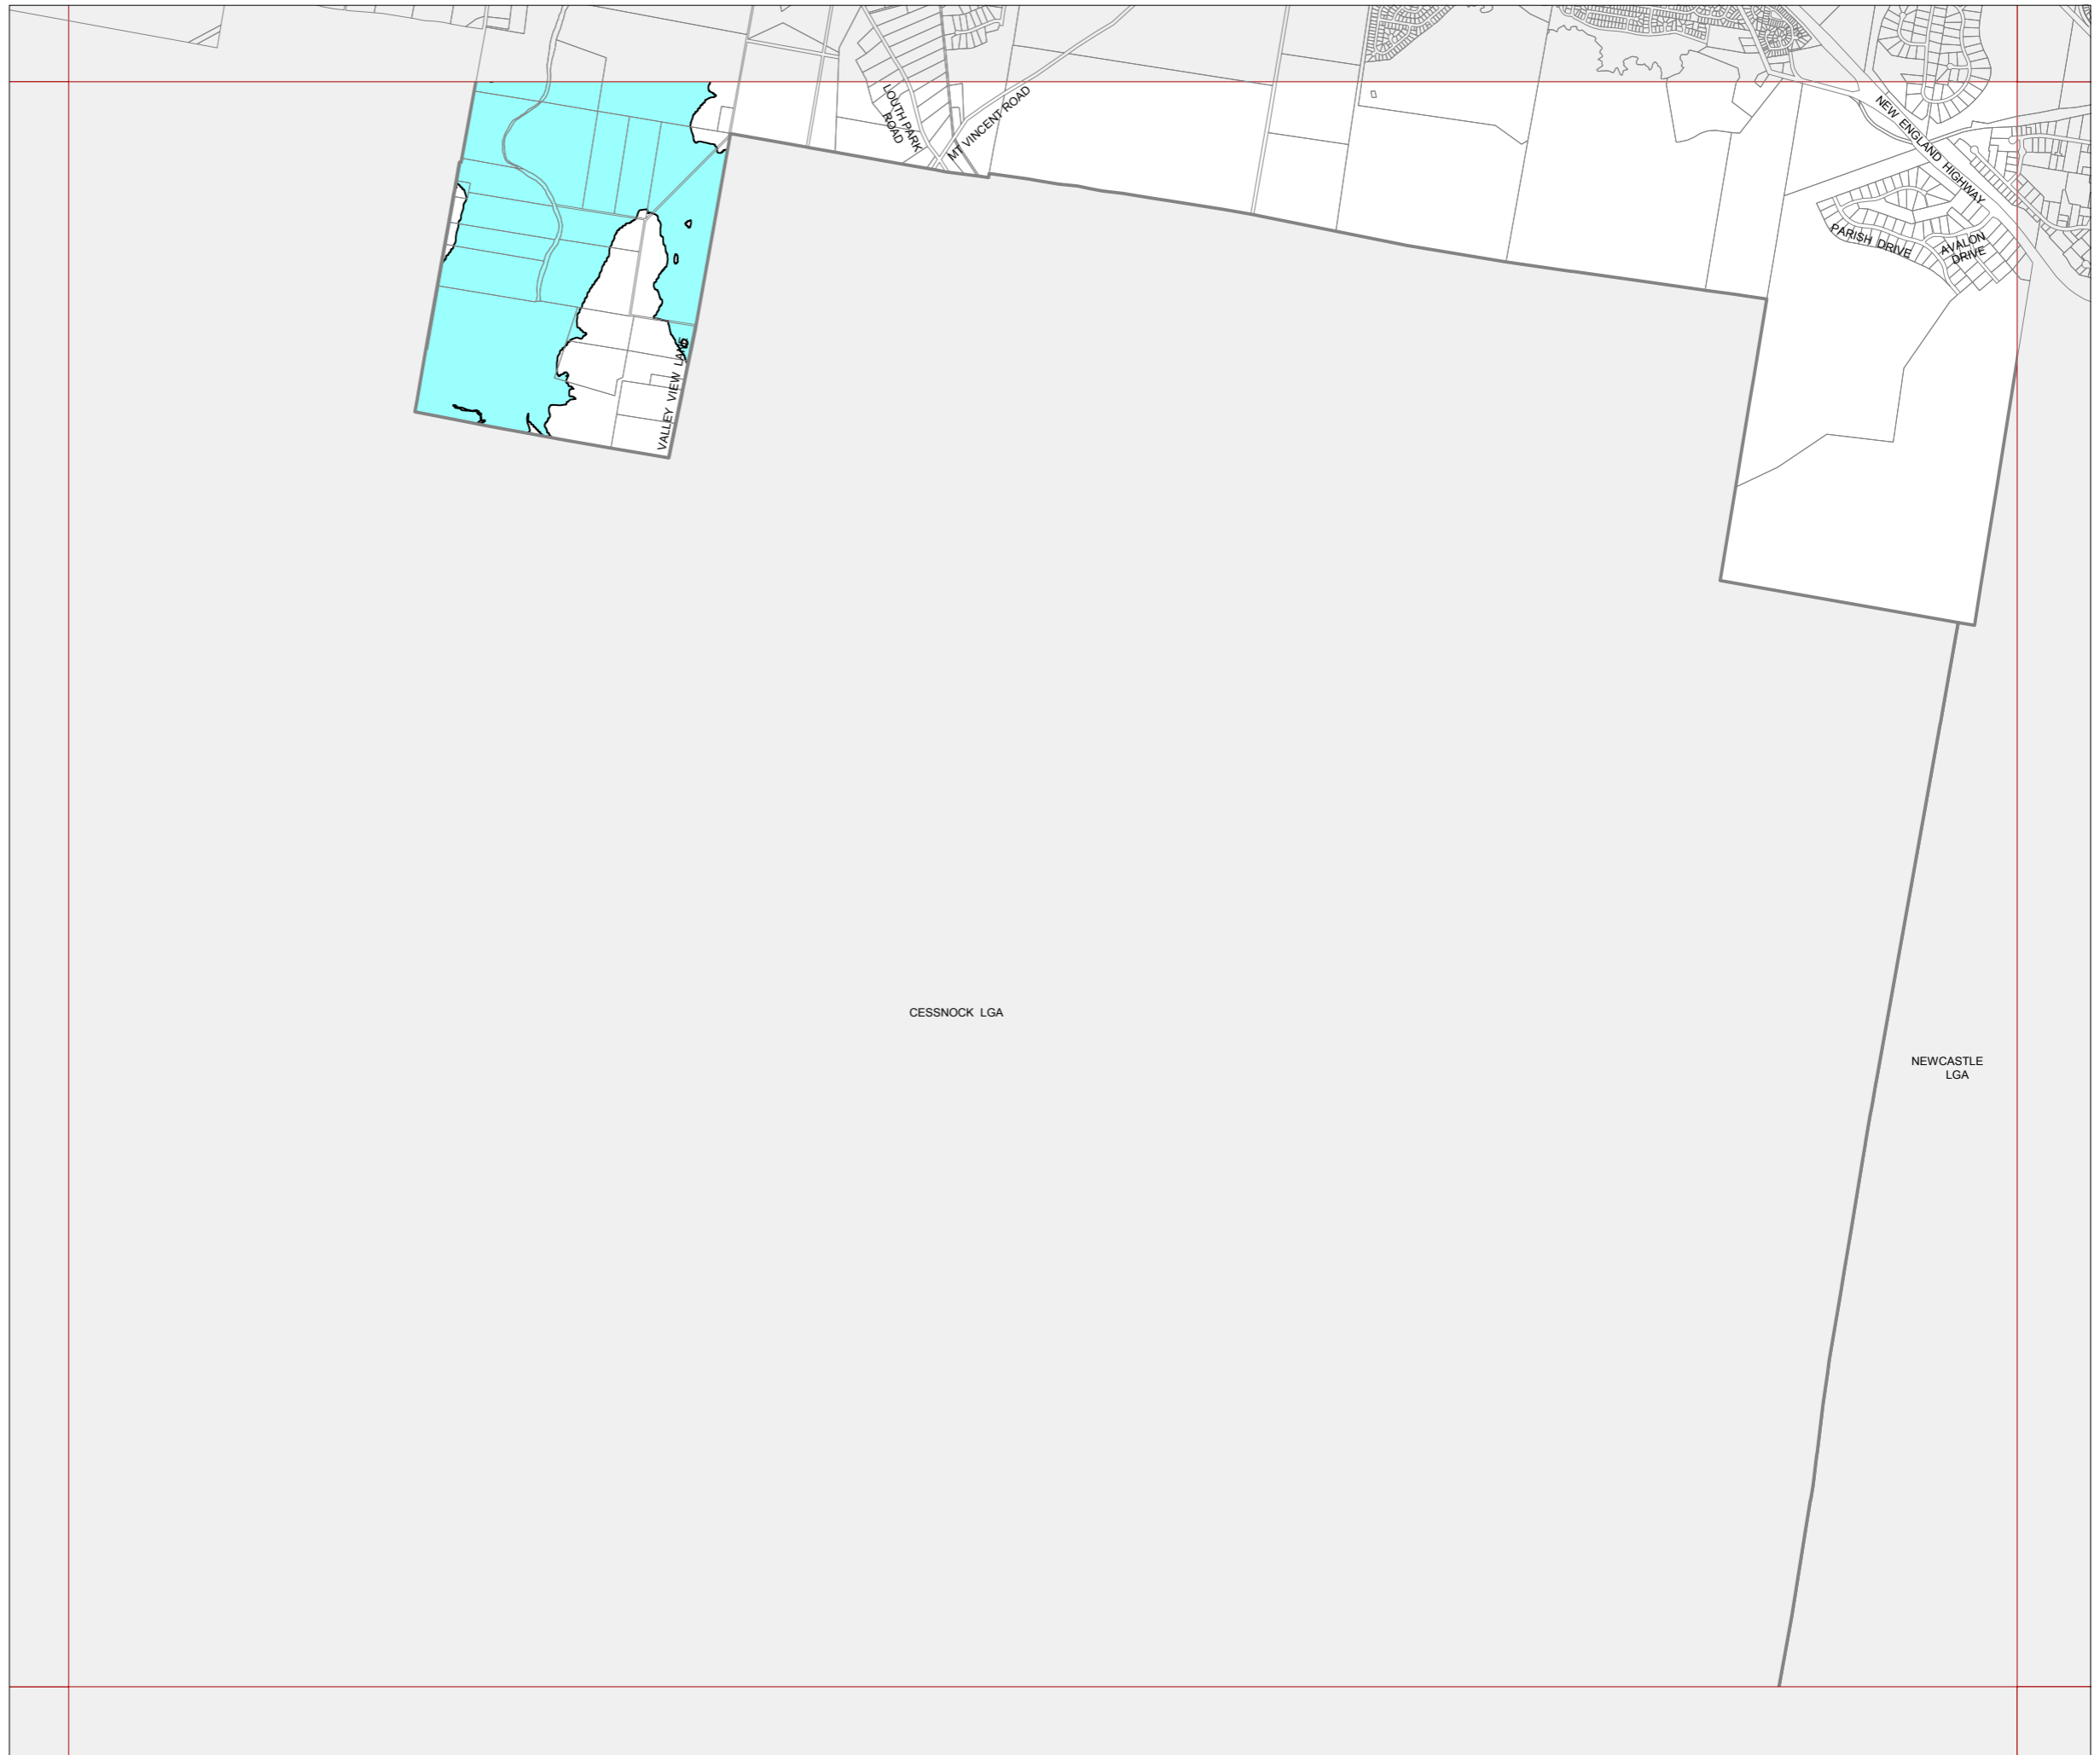 LOUTH PARK
ROAD
MT VINCENT ROAD
NEW ENGLAND HIGHWAY
PARISH DRIVE
AVALON
DRIVE
VALLEY VIEW LANE
CESSNOCK LGA
NEWCASTLE
LGA